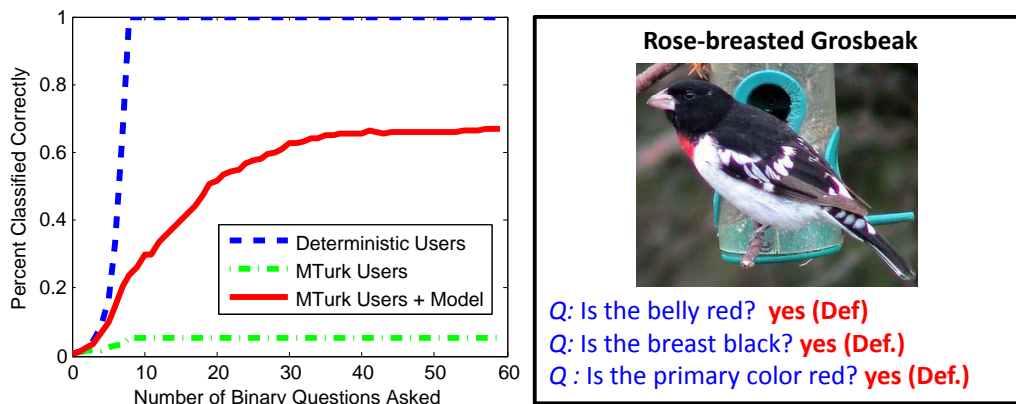 Percent Classified Correctly
1
0.8
0.6
0.4
0.2
0
0 10 20 30 40 50 60
Number of Binary Questions Asked
Deterministic Users
MTurk Users
MTurk Users + Model
Rose-breasted Grosbeak
Q: Is the belly red? yes (Def)
Q: Is the breast black? yes (Def.)
Q : Is the primary color red? yes (Def.)